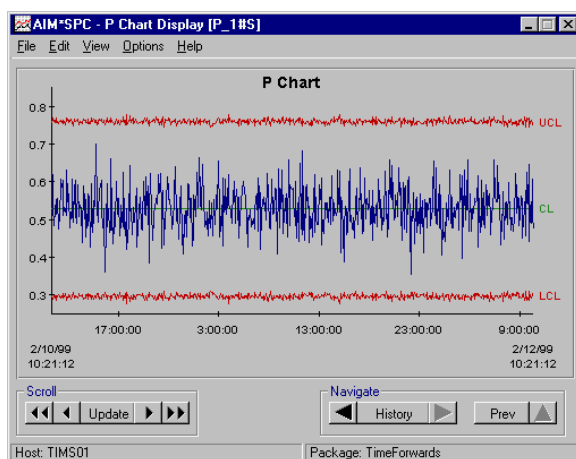 AIM*SPC - P Chart Display [P_1#S]
File Edit View Options Help
P Chart
0.8
0.7
0.6
0.5
0.4
0.3
UCL
CL
LCL
17:00:00 3:00:00 13:00:00 23:00:00 9:00:00
2/10/99 2/12/99
10:21:12 10:21:12
Scroll Navigate
Update History Prev
Host: TIMS01 Package: TimeForwards